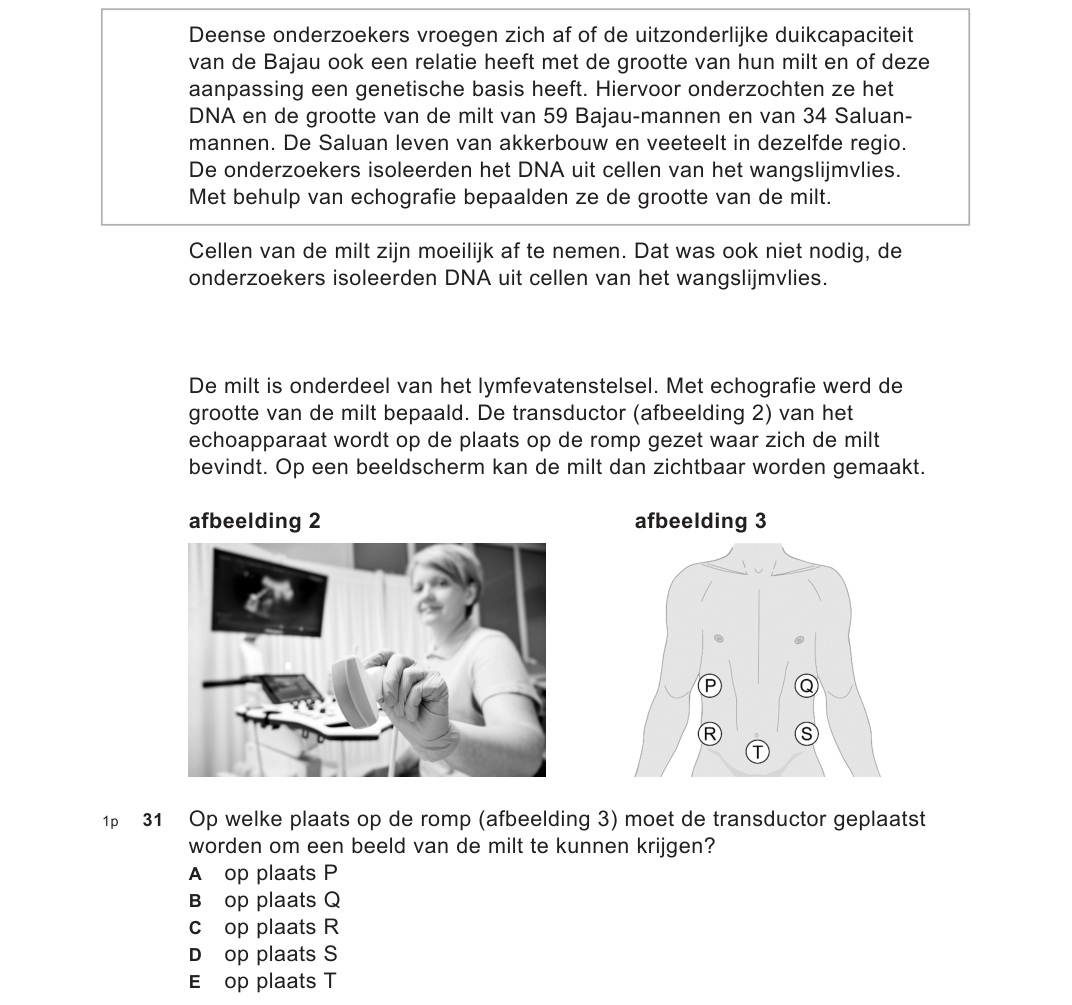 Deense onderzoekers vroegen zich af of de uitzonderlijke duikcapaciteit
van de Bajau ook een relatie heeft met de grootte van hun milt en of deze
aanpassing een genetische basis heeft. Hiervoor onderzochten ze het
DNA en de grootte van de milt van 59 Bajau-mannen en van 34 Saluan-
mannen. De Saluan leven van akkerbouw en veeteelt in dezelfde regio.
De onderzoekers isoleerden het DNA uit cellen van het wangslijmvlies.
Met behulp van echografie bepaalden ze de grootte van de milt.
Cellen van de milt zijn moeilijk af te nemen. Dat was ook niet nodig, de
onderzoekers isoleerden DNA uit cellen van het wangslijmvlies.
De milt is onderdeel van het lymfevatenstelsel. Met echografie werd de
grootte van de milt bepaald. De transductor (afbeelding 2) van het
echoapparaat wordt op de plaats op de romp gezet waar zich de milt
bevindt. Op een beeldscherm kan de milt dan zichtbaar worden gemaakt.
afbeelding 2 afbeelding 3
P Q
R S
T
1p 31 Op welke plaats op de romp (afbeelding 3) moet de transductor geplaatst
worden om een beeld van de milt te kunnen krijgen?
A op plaats P
B op plaats Q
C op plaats R
D op plaats S
E op plaats T